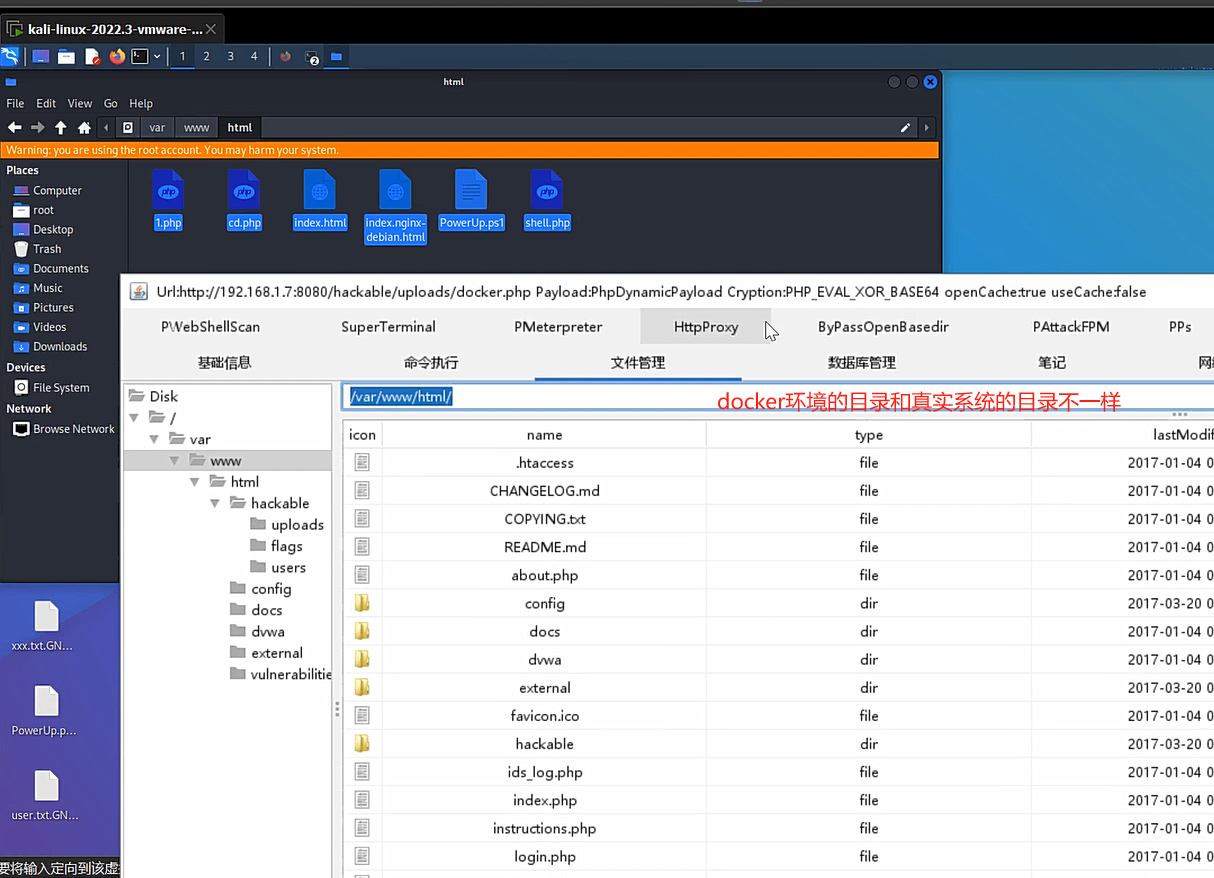 kali-linux-2022.3-vmware-...
1 2 3 4 2
html
File Edit View Go Help
var www html
Warning: you are using the root account. You may harm your system.
Places
Computer
root
Desktop
Trash
Documents
Music
Pictures
Videos
Downloads
Devices
File System
Network
Browse Network
1.php cd.php index.html index.nginx-debian.html PowerUp.ps1 shell.php
Url:http://192.168.1.7:8080/hackable/uploads/docker.php Payload:PhpDynamicPayload Cryption:PHP_EVAL_XOR_BASE64 openCache:true useCache:false
PWebShellScan SuperTerminal PMeterpreter HttpProxy ByPassOpenBasedir PAttackFPM PPs
基础信息 命令执行 文件管理 数据库管理 笔记 网络
Disk
/
var
www
html
hackable
uploads
flags
users
config
docs
dvwa
external
vulnerabilitie
/var/www/html/
docker环境的目录和真实系统的目录不一样
icon name type lastModif
.htaccess file 2017-01-04 0
CHANGELOG.md file 2017-01-04 0
COPYING.txt file 2017-01-04 0
README.md file 2017-01-04 0
about.php file 2017-01-04 0
config dir 2017-03-20 0
docs dir 2017-01-04 0
dvwa dir 2017-01-04 0
external dir 2017-03-20 0
favicon.ico file 2017-01-04 0
hackable dir 2017-03-20 0
ids_log.php file 2017-01-04 0
index.php file 2017-01-04 0
instructions.php file 2017-01-04 0
login.php file 2017-01-04 0
xxx.txt.GN...
PowerUp.p...
user.txt.GN...
要将输入定向到该虚